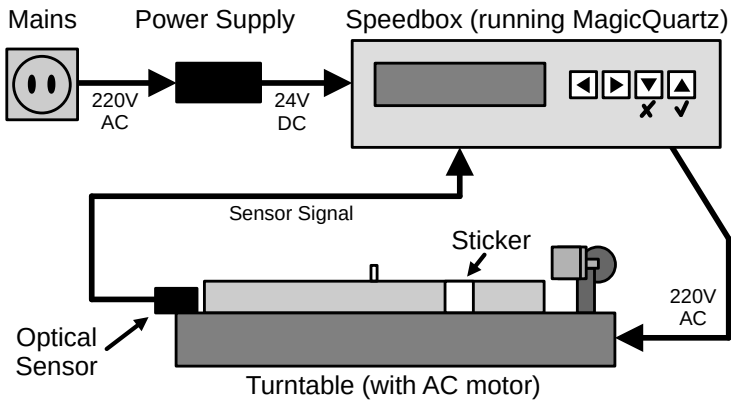 Mains
Power Supply
Speedbox (running MagicQuartz)
220V
AC
24V
DC
Sensor Signal
Sticker
220V
AC
Optical
Sensor
Turntable (with AC motor)